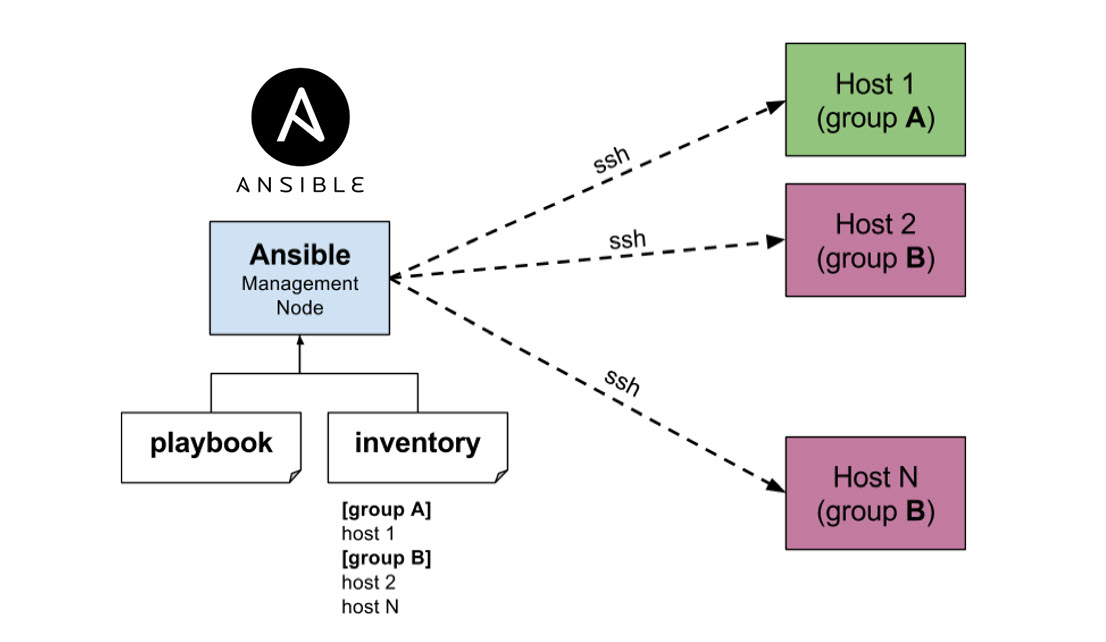 ANSIBLE
Ansible
Management
Node
playbook
inventory
[group A]
host 1
[group B]
host 2
host N
ssh
ssh
ssh
Host 1
(group A)
Host 2
(group B)
Host N
(group B)